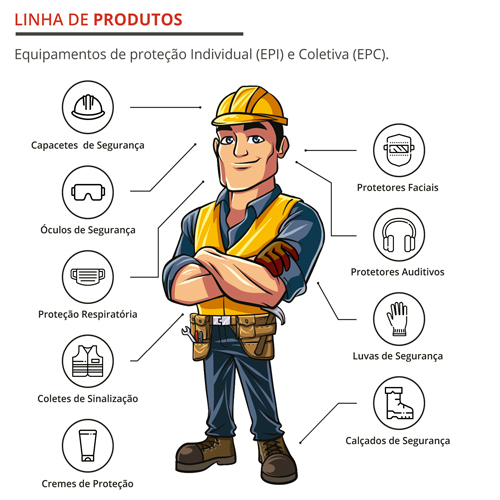 LINHA DE PRODUTOS
Equipamentos de proteção Individual (EPI) e Coletiva (EPC).
Capacetes de Segurança
Óculos de Segurança
Proteção Respiratória
Coletes de Sinalização
Cremes de Proteção
Protetores Faciais
Protetores Auditivos
Luvas de Segurança
Calçados de Segurança